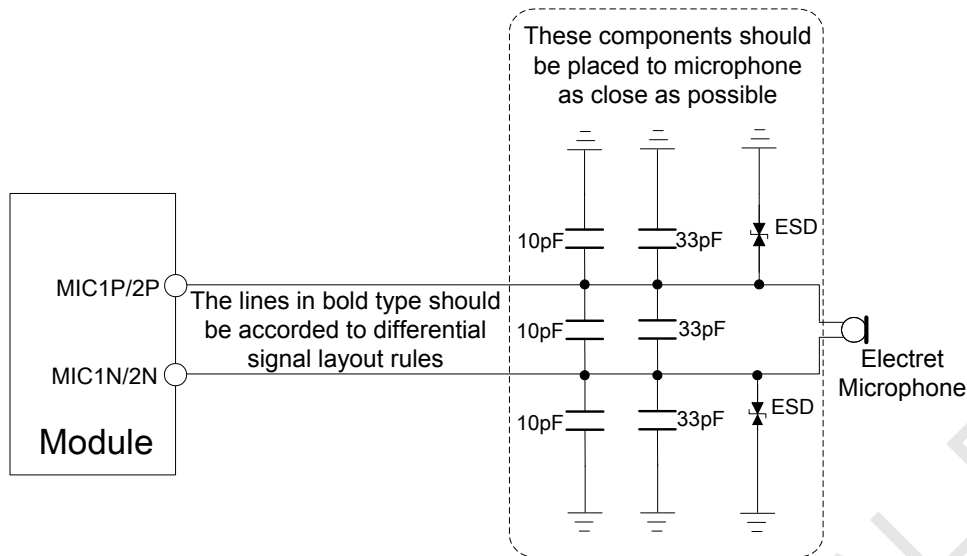 These components should
be placed to microphone
as close as possible
10pF
33pF
ESD
MIC1P/2P
The lines in bold type should
be accorded to differential
signal layout rules
10pF
33pF
Electret
Microphone
MIC1N/2N
10pF
33pF
ESD
Module